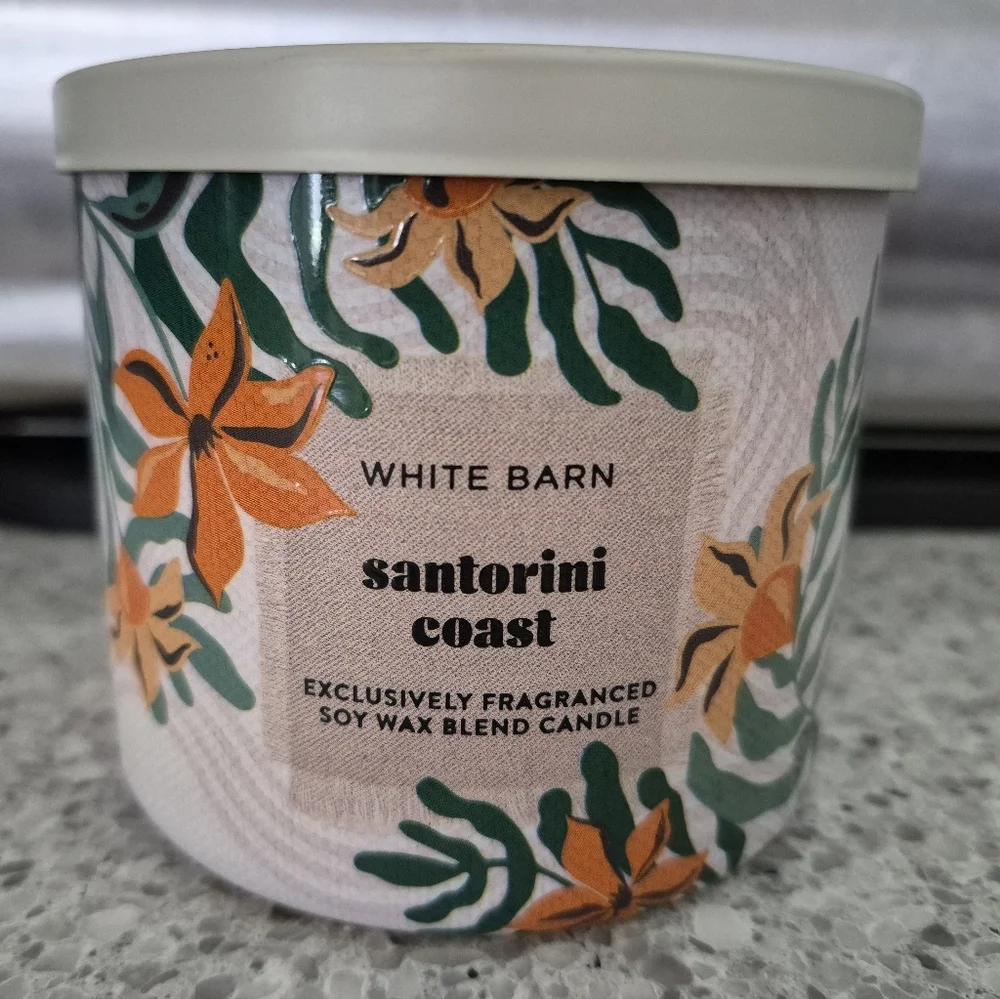 WHITE BARN
santorini
coast
EXCLUSIVELY FRAGRANCED
SOY WAX BLEND CANDLE